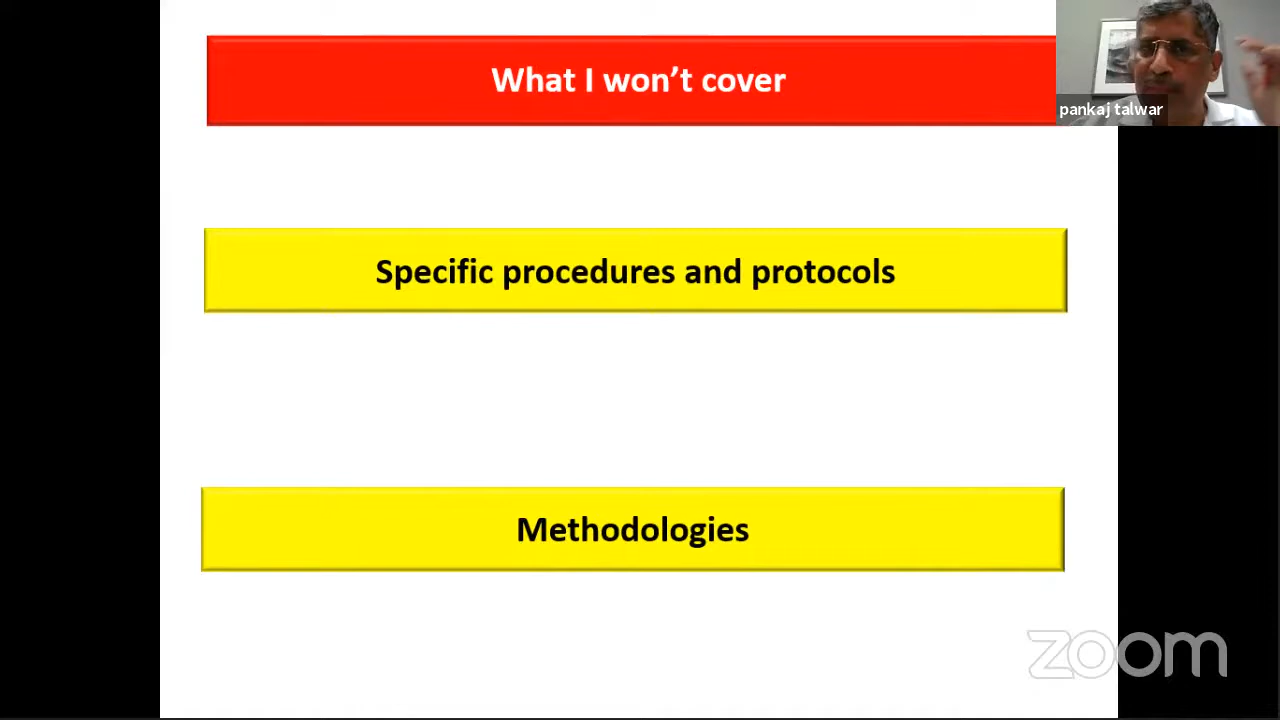 What I won’t cover
pankaj talwar
Specific procedures and protocols
Methodologies
zoom